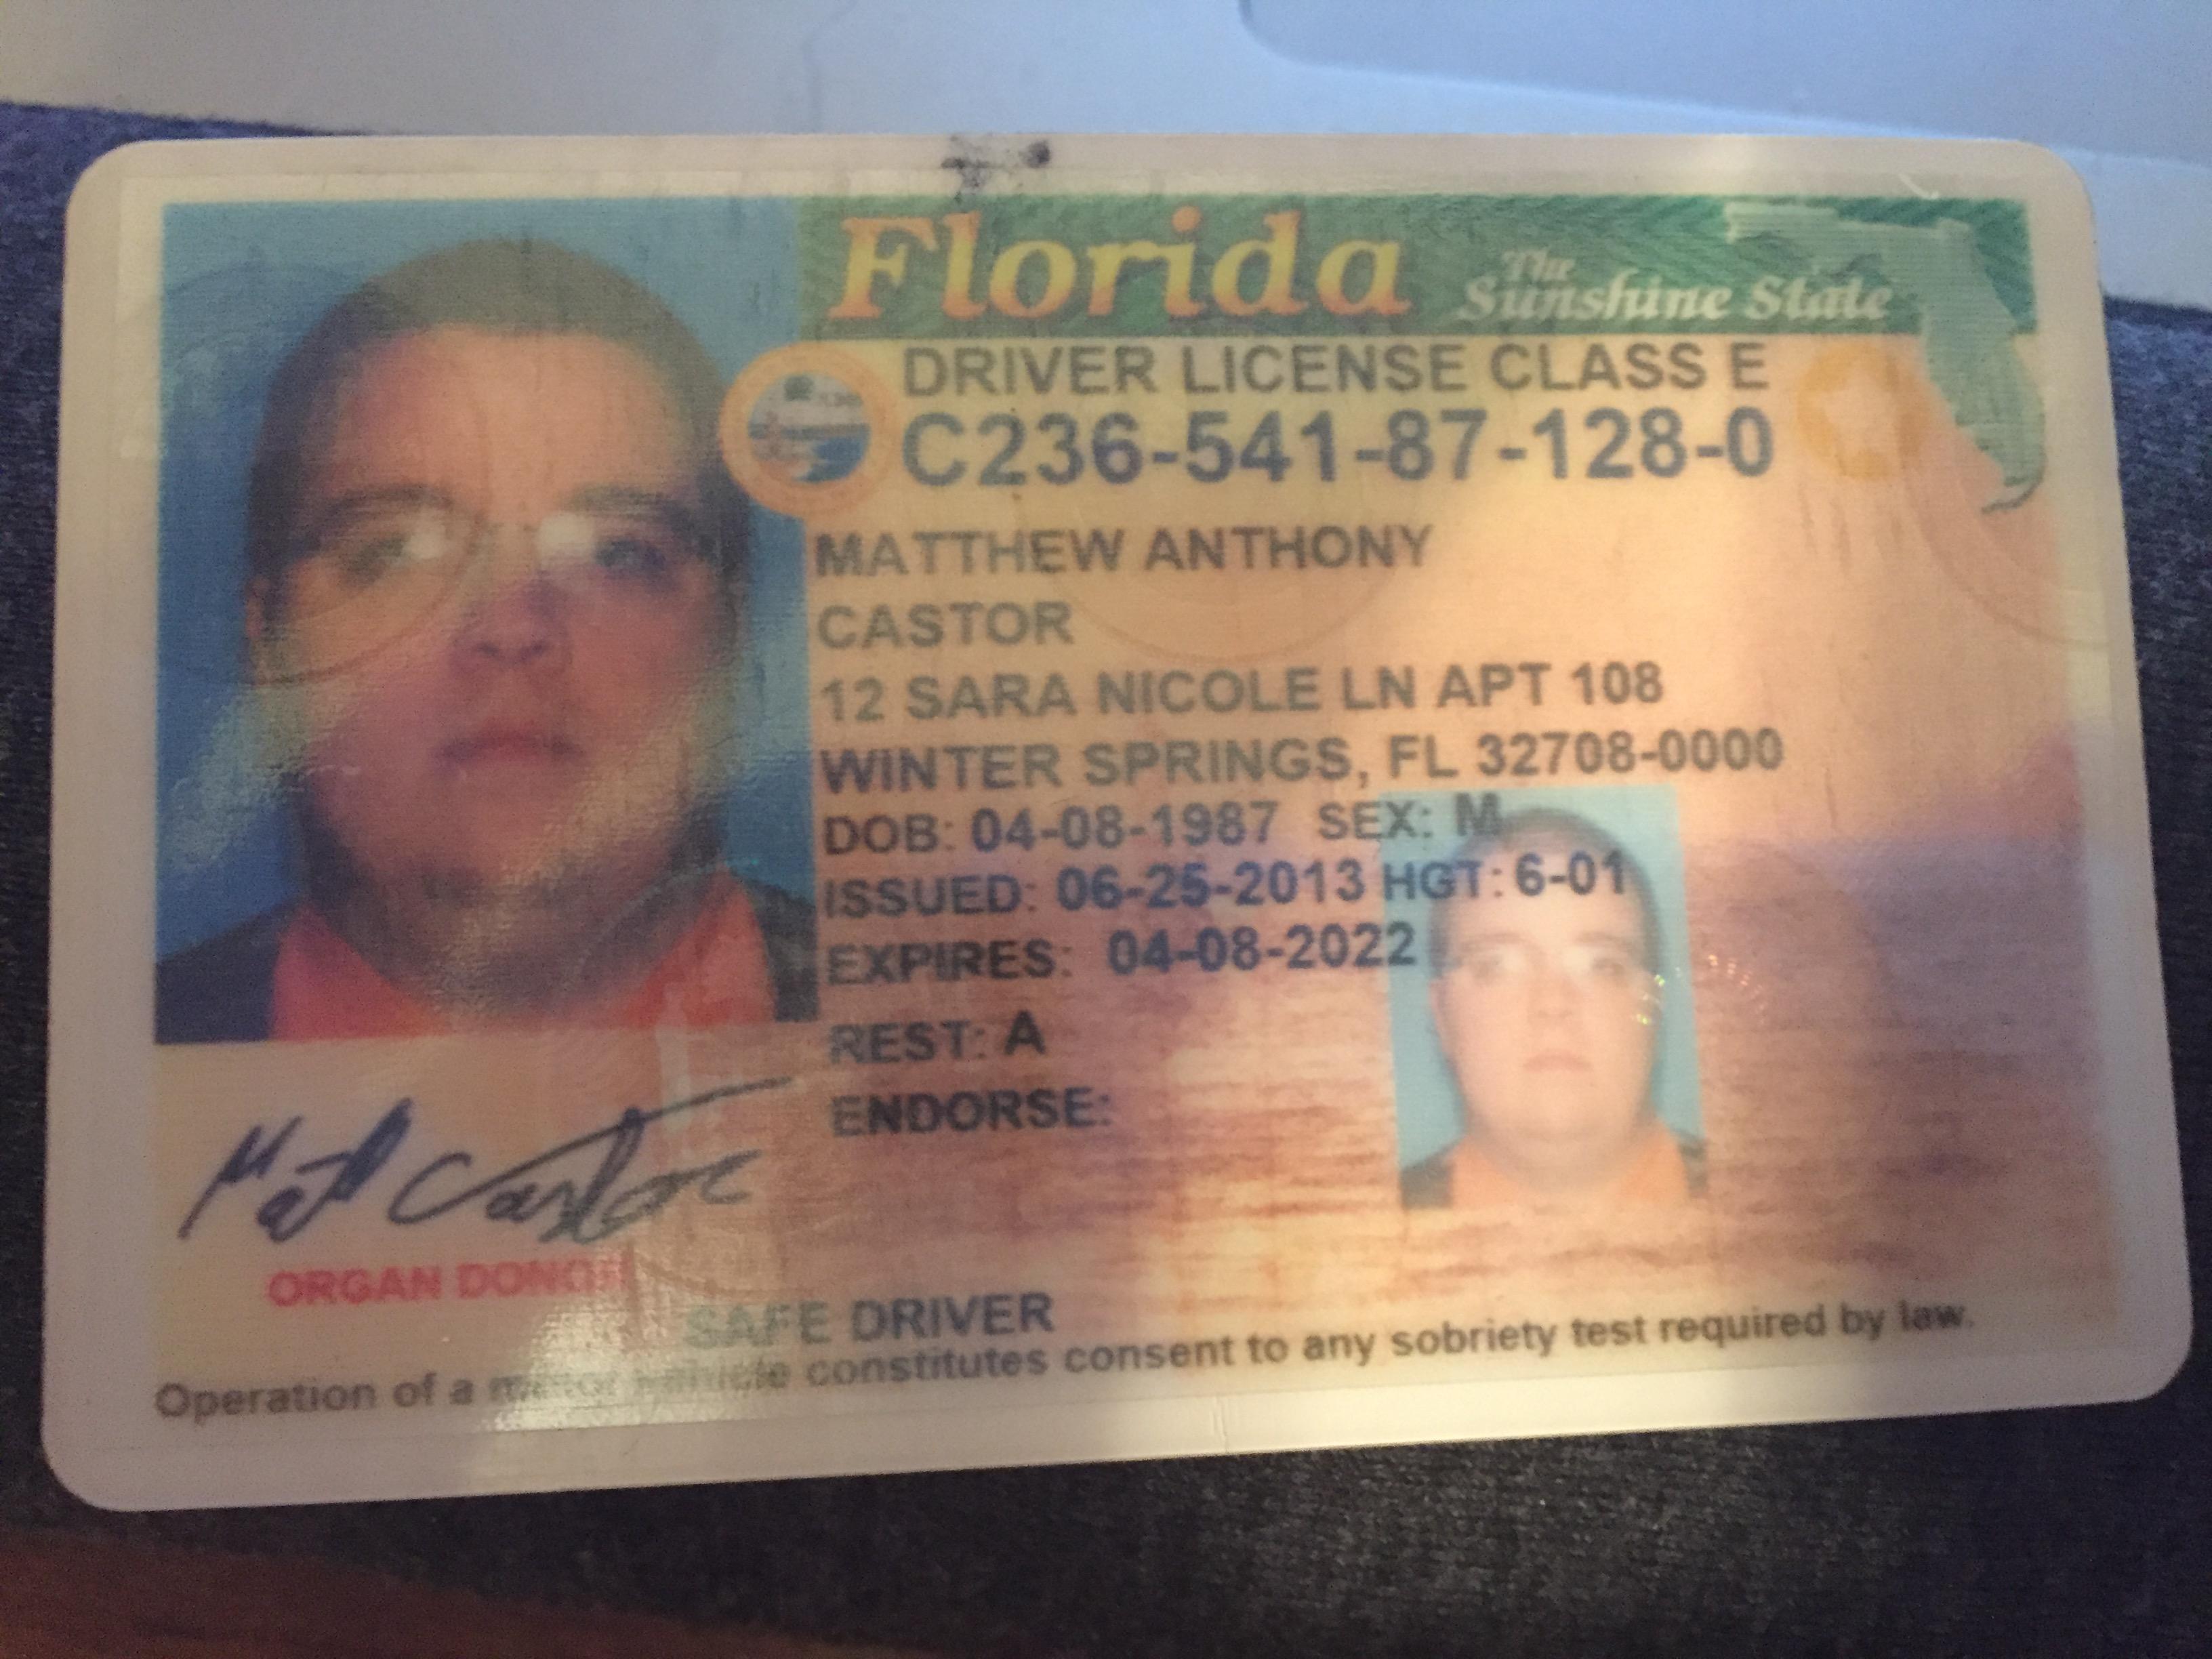 Florida The Sunshine State
DRIVER LICENSE CLASS E
C236-541-87-128-0
MATTHEW ANTHONY
CASTOR
12 SARA NICOLE LN APT 108
WINTER SPRINGS, FL 32708-0000
DOB: 04-08-1987 SEX: M
ISSUED: 06-25-2013 HGT: 6-01
EXPIRES: 04-08-2022
REST: A
ENDORSE:
Matt Castor
ORGAN DONOR
SAFE DRIVER
Operation of a motor vehicle constitutes consent to any sobriety test required by law.